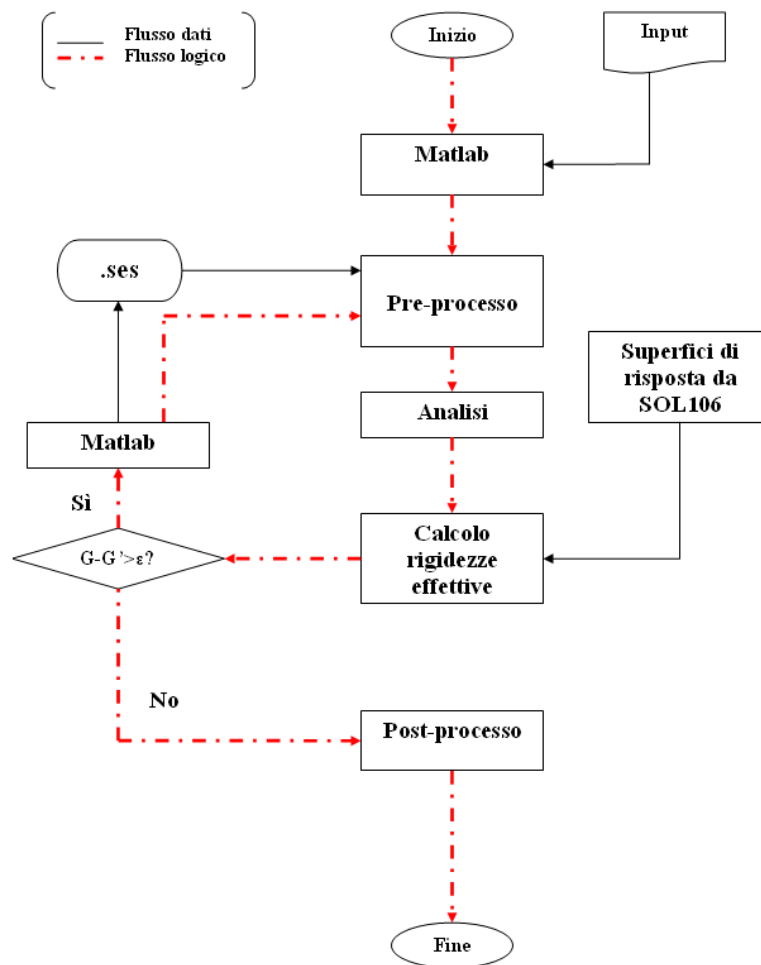 Flusso dati
Flusso logico
Inizio
Input
Matlab
.ses
Pre-processo
Superfici di
risposta da
SOL106
Analisi
Matlab
Sì
G-G'>ε?
Calcolo
rigidezze
effettive
No
Post-processo
Fine